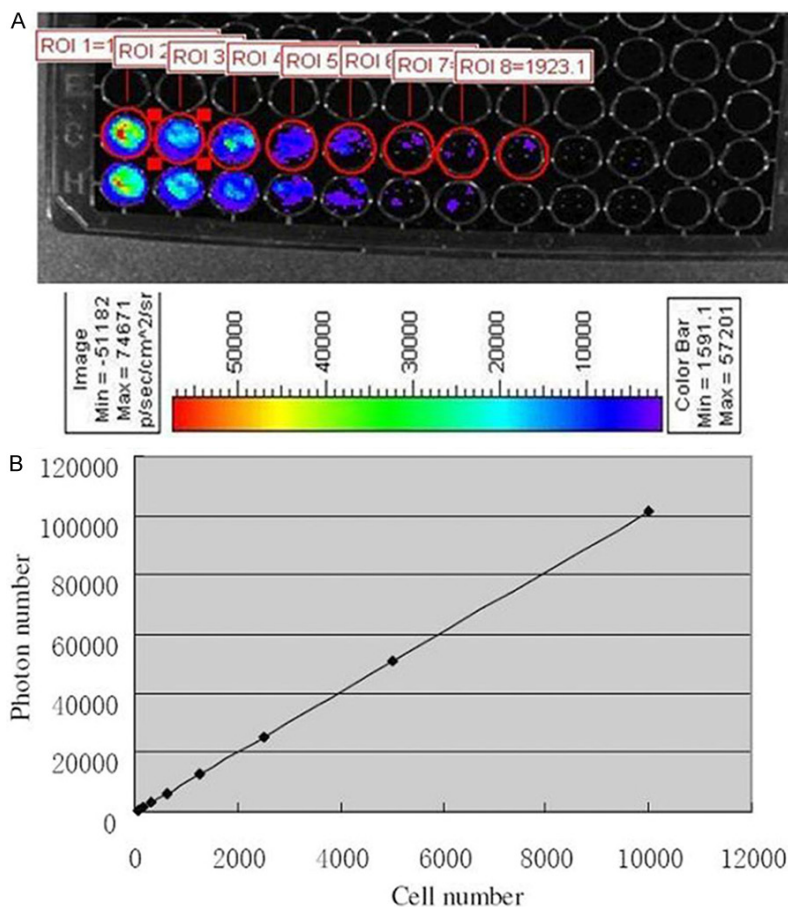 A
ROI 1=1
ROI 2
ROI 3
ROI 4
ROI 5
ROI 6
ROI 7=
ROI 8=1923.1
G
H
Image
Min = -51182
Max = 74671
p/sec/cm^2/sr
50000
40000
30000
20000
10000
Color Bar
Min = 1591.1
Max = 57201
B
120000
100000
80000
60000
40000
20000
0
Photon number
0 2000 4000 6000 8000 10000 12000
Cell number